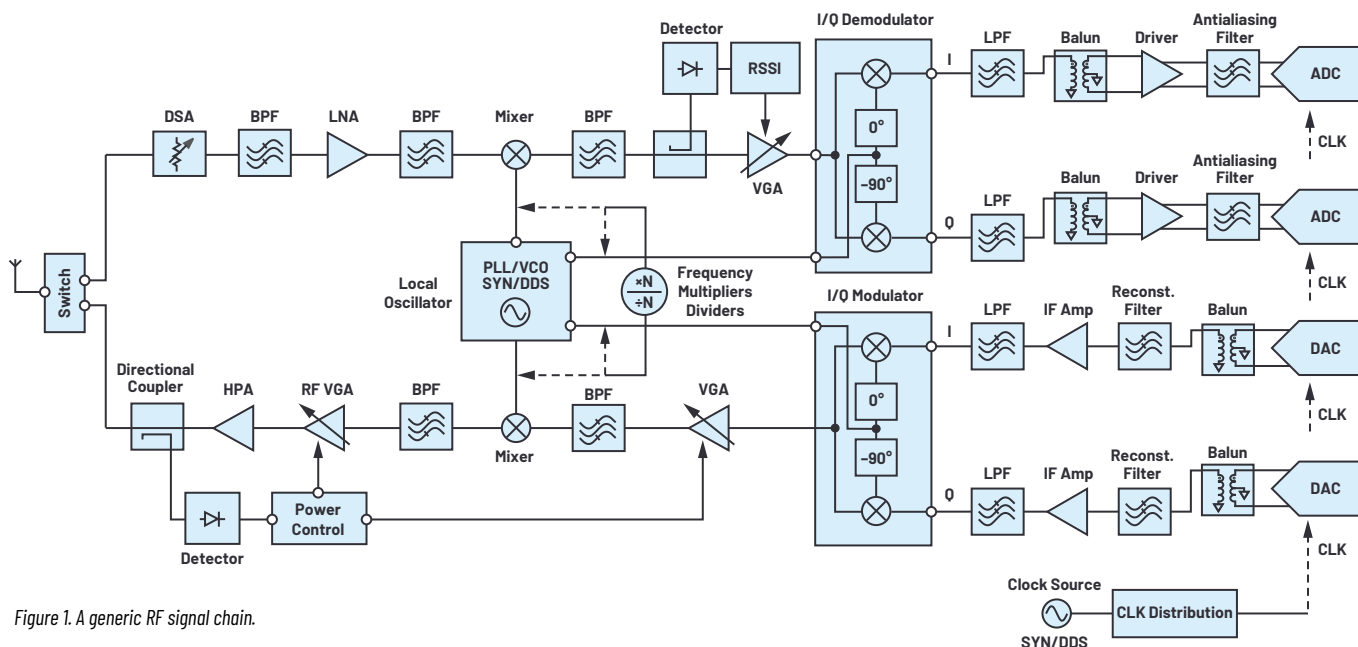 I/Q Demodulator
Detector
RSSI
I
LPF
Balun
Driver
Antialiasing
Filter
ADC
CLK
DSA
BPF
LNA
BPF
Mixer
BPF
VGA
0°
–90°
Q
LPF
Balun
Driver
Antialiasing
Filter
ADC
CLK
Switch
Local
Oscillator
PLL/VCO
SYN/DDS
×N
÷N
Frequency
Multipliers
Dividers
I/Q Modulator
I
LPF
IF Amp
Reconst.
Filter
Balun
DAC
CLK
Directional
Coupler
HPA
RF VGA
BPF
Mixer
BPF
VGA
0°
–90°
Q
LPF
IF Amp
Reconst.
Filter
Balun
DAC
CLK
Detector
Power
Control
Clock Source
SYN/DDS
CLK Distribution
Figure 1. A generic RF signal chain.